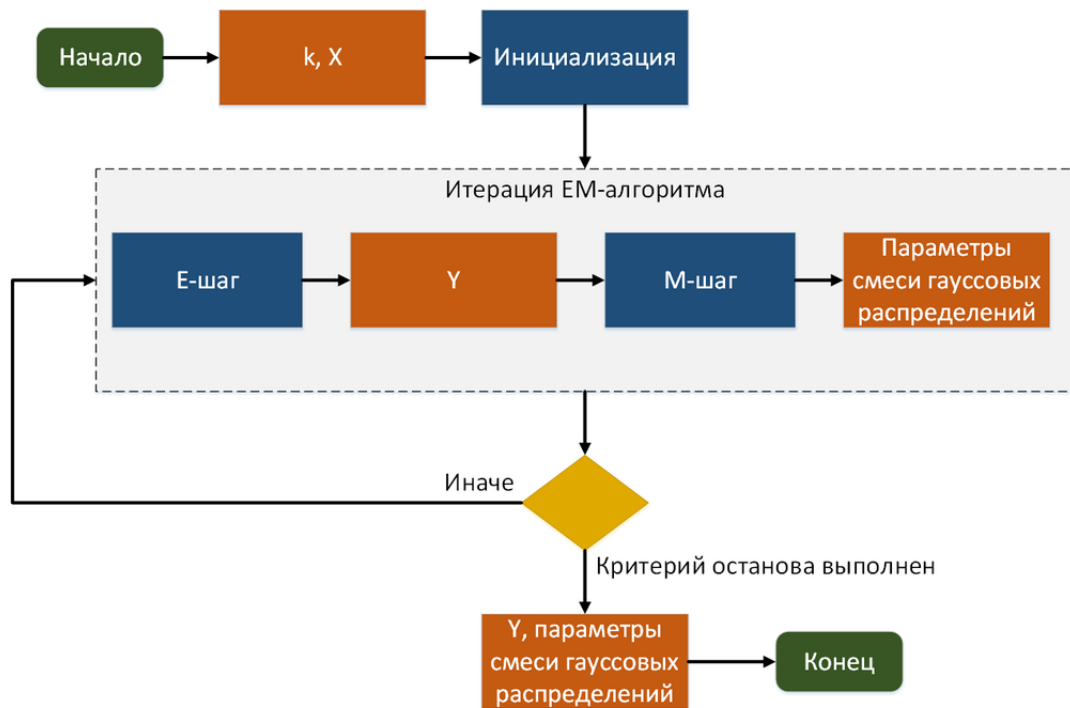 Начало
k, X
Инициализация
Итерация EM-алгоритма
E-шаг
Y
M-шаг
Параметры
смеси гауссовых
распределений
Иначе
Критерий останова выполнен
Y, параметры
смеси гауссовых
распределений
Конец